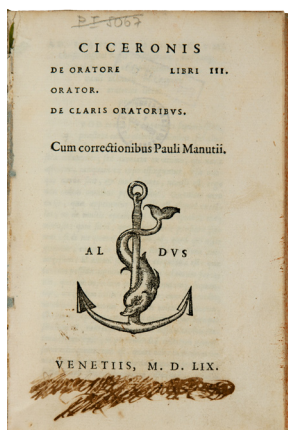 CICERONIS
DE ORATORE LIBRI III.
ORATOR.
DE CLARIS ORATORIBVS.
Cum correctionibus Pauli Manutii.
AL DVS
VENETIIS, M. D. LIX.